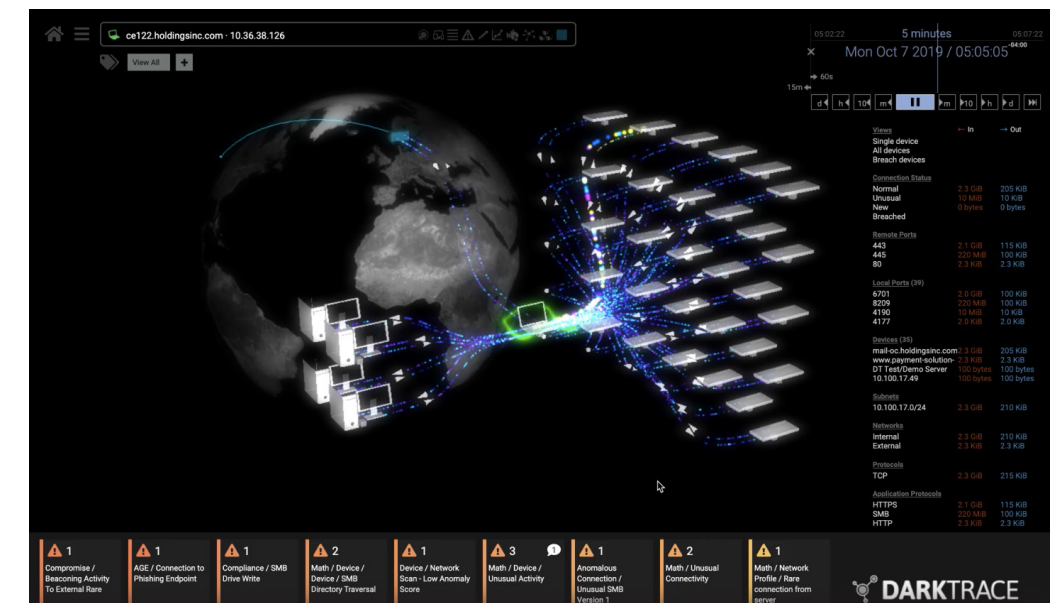 ce122.holdingsinc.com · 10.36.38.126
View All +
05:02:22 5 minutes 05:07:22
× Mon Oct 7 2019 / 05:05:05 -04:00
60s
15m
d h 10 m m 10 h d
Views In Out
Single device
All devices
Breach devices
Connection Status
Normal 2.3 GiB 205 KiB
Unusual 10 MiB 10 KiB
New 0 bytes 0 bytes
Breached
Remote Ports
443 2.1 GiB 115 KiB
445 220 MiB 100 KiB
80 2.3 KiB 2.3 KiB
Local Ports (39)
6701 2.0 GiB 100 KiB
8209 220 MiB 100 KiB
4190 10 MiB 10 KiB
4177 2.0 KiB 2.0 KiB
Devices (35)
mail-oc.holdingsinc.com 2.3 GiB 205 KiB
www.payment-solution- 2.3 KiB 2.3 KiB
DT Test/Demo Server 100 bytes 100 bytes
10.100.17.49 100 bytes 100 bytes
Subnets
10.100.17.0/24 2.3 GiB 210 KiB
Networks
Internal 2.3 GiB 210 KiB
External 2.3 KiB 2.3 KiB
Protocols
TCP 2.3 GiB 215 KiB
Application Protocols
HTTPS 2.1 GiB 115 KiB
SMB 220 MiB 100 KiB
HTTP 2.3 KiB 2.3 KiB
1
Compromise /
Beaconing Activity
To External Rare
1
AGE / Connection to
Phishing Endpoint
1
Compliance / SMB
Drive Write
2
Math / Device /
Device / SMB
Directory Traversal
1
Device / Network
Scan - Low Anomaly
Score
3 1
Math / Device /
Unusual Activity
1
Anomalous
Connection /
Unusual SMB
Version 1
2
Math / Unusual
Connectivity
1
Math / Network
Profile / Rare
connection from
server
DARKTRACE